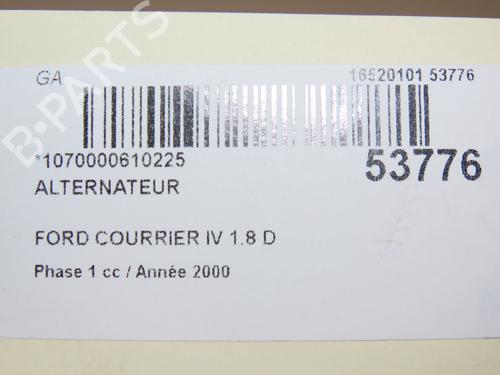 GA
16520101 53776
*1070000610225
53776
ALTERNATEUR
FORD COURRIER IV 1.8 D
Phase 1 cc / Année 2000
B-PARTS